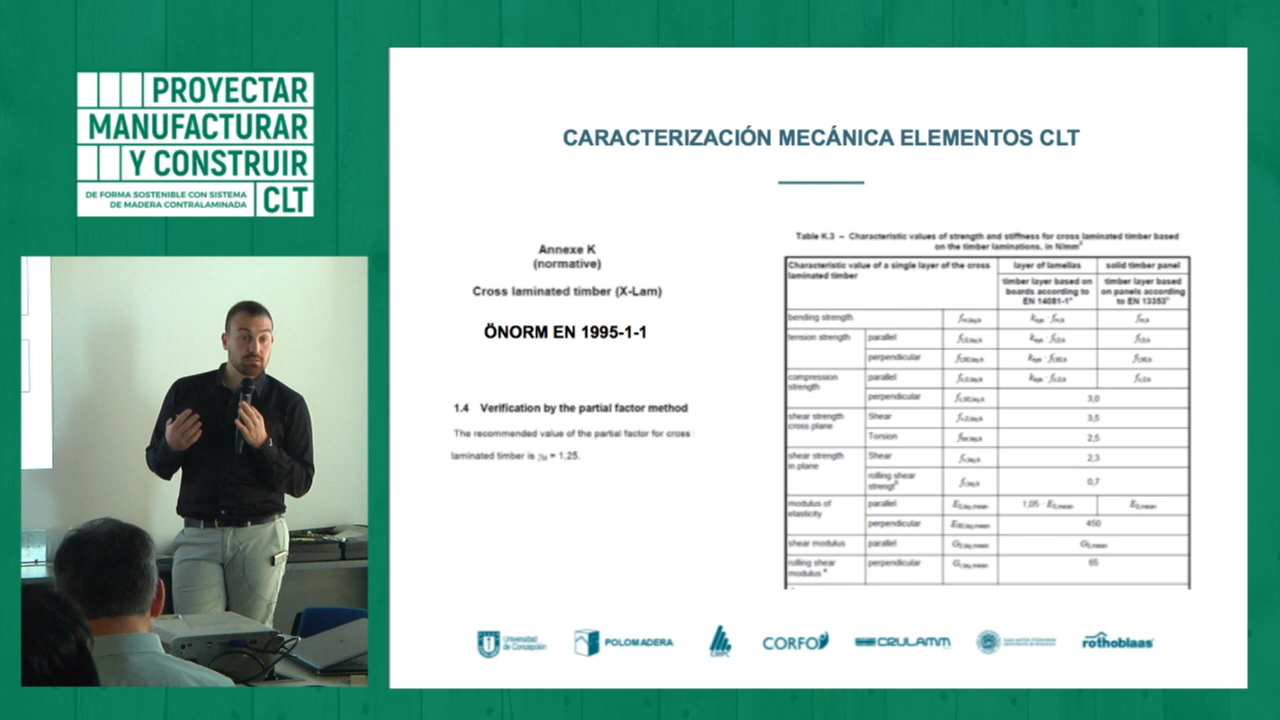 PROYECTAR
MANUFACTURAR
Y CONSTRUIR
DE FORMA SOSTENIBLE CON SISTEMA
DE MADERA CONTRALAMINADA
CLT
CARACTERIZACIÓN MECÁNICA ELEMENTOS CLT
Annexe K
(normative)
Cross laminated timber (X-Lam)
ÖNORM EN 1995-1-1
1.4 Verification by the partial factor method
The recommended value of the partial factor for cross
laminated timber is = 1,25.
Table K.3 – Characteristic values of strength and stiffness for cross laminated timber based
on the timber laminations, in N/mm²
Characteristic value of a single layer of the cross
laminated timber
layer of lamellas
solid timber panel
timber layer based on
boards according to
EN 14081-1
timber layer based
on panels according
to EN 13353
bending strength
tension strength
parallel
perpendicular
compression
strength
parallel
perpendicular
3,0
shear strength
cross plane
Shear
3,5
Torsion
2,5
shear strength
in plane
Shear
2,3
rolling shear
0,7
modulus of
elasticity
parallel
1,05
perpendicular
450
shear modulus
parallel
rolling shear
modulus
perpendicular
65
Universidad
de Concepción
POLOMADERA
CMPC
CORFO
CRULAMM
rothoblaas